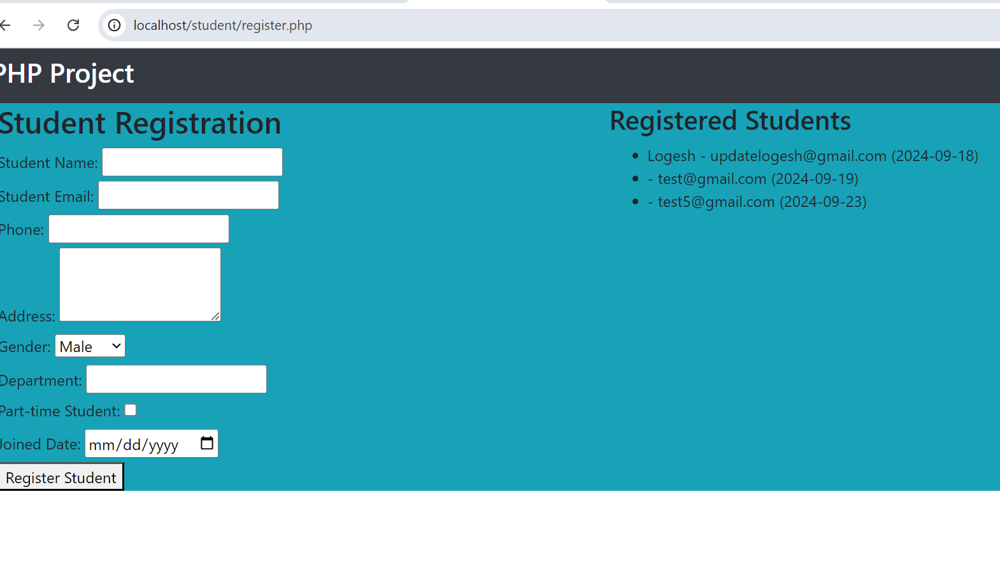 localhost/student/register.php
PHP Project
Student Registration
Student Name:
Student Email:
Phone:
Address:
Gender: Male
Department:
Part-time Student:
Joined Date: mm/dd/yyyy
Register Student
Registered Students
Logesh - updatelogesh@gmail.com (2024-09-18)
- test@gmail.com (2024-09-19)
- test5@gmail.com (2024-09-23)